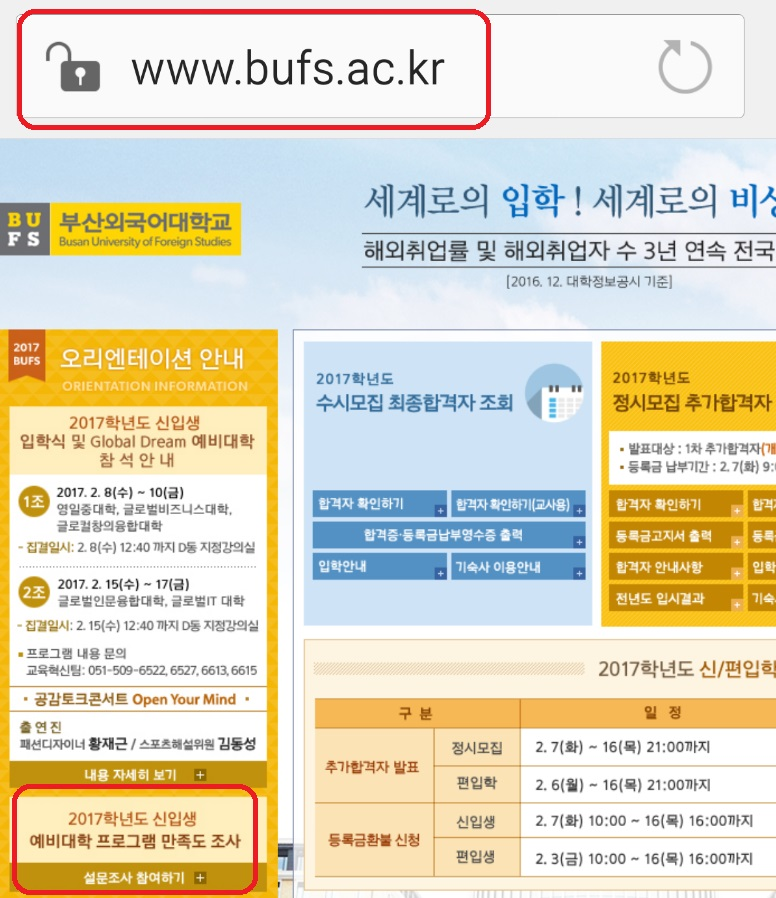 www.bufs.ac.kr
BU
FS
부산외국어대학교
Busan University of Foreign Studies
세계로의 입학! 세계로의 비상
해외취업률 및 해외취업자 수 3년 연속 전국
[2016. 12. 대학정보공시 기준]
2017
BUFS
오리엔테이션 안내
ORIENTATION INFORMATION
2017학년도 신입생
입학식 및 Global Dream 예비대학
참 석 안 내
1조
2017. 2. 8(수) ~ 10(금)
영일중대학, 글로벌비즈니스대학,
글로컬창의융합대학
- 집결일시: 2. 8(수) 12:40 까지 D동 지정강의실
2조
2017. 2. 15(수) ~ 17(금)
글로벌인문융합대학, 글로벌IT 대학
- 집결일시: 2. 15(수) 12:40 까지 D동 지정강의실
▪ 프로그램 내용 문의
교육혁신팀: 051-509-6522, 6527, 6613, 6615
· 공감토크콘서트 Open Your Mind ·
출 연 진
패션디자이너 황재근 / 스포츠해설위원 김동성
내용 자세히 보기 +
2017학년도 신입생
예비대학 프로그램 만족도 조사
설문조사 참여하기 +
2017학년도
수시모집 최종합격자 조회
합격자 확인하기 +
합격자 확인하기(교사용) +
합격증·등록금납부영수증 출력 +
입학안내 +
기숙사 이용안내 +
2017학년도
정시모집 추가합격자
▪ 발표대상 : 1차 추가합격자(개
▪ 등록금 납부기간 : 2. 7(화) 9:0
합격자 확인하기 +
합격
등록금고지서 출력 +
등록
합격자 안내사항 +
입학
전년도 입시결과 +
기숙
2017학년도 신/편입학
구 분
일 정
추가합격자 발표
정시모집
2. 7(화) ~ 16(목) 21:00까지
편입학
2. 6(월) ~ 16(목) 21:00까지
등록금환불 신청
신입생
2. 7(화) 10:00 ~ 16(목) 16:00까지
편입생
2. 3(금) 10:00 ~ 16(목) 16:00까지